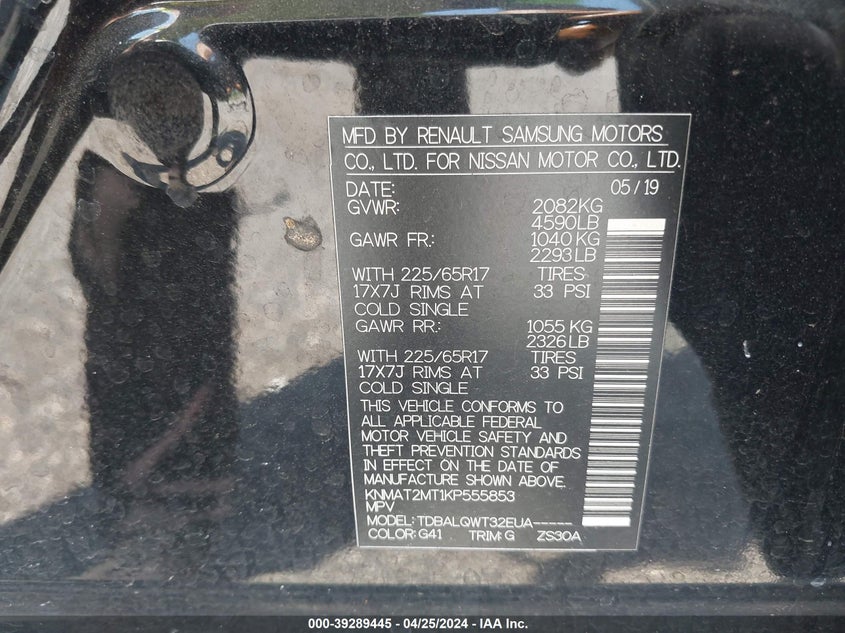 MFD BY RENAULT SAMSUNG MOTORS
CO., LTD. FOR NISSAN MOTOR CO., LTD.
DATE: 05/19
GVWR: 2082KG
4590LB
GAWR FR.: 1040KG
2293LB
WITH 225/65R17 TIRES
17X7J RIMS AT 33 PSI
COLD SINGLE
GAWR RR.: 1055KG
2326LB
WITH 225/65R17 TIRES
17X7J RIMS AT 33 PSI
COLD SINGLE
THIS VEHICLE CONFORMS TO
ALL APPLICABLE FEDERAL
MOTOR VEHICLE SAFETY AND
THEFT PREVENTION STANDARDS
IN EFFECT ON THE DATE OF
MANUFACTURE SHOWN ABOVE.
KNMAT2MT1KP555853
MPV
MODEL: TDBALQWT32EUA-----
COLOR: G41 TRIM: G ZS30A
000-39289445 - 04/25/2024 - IAA Inc.